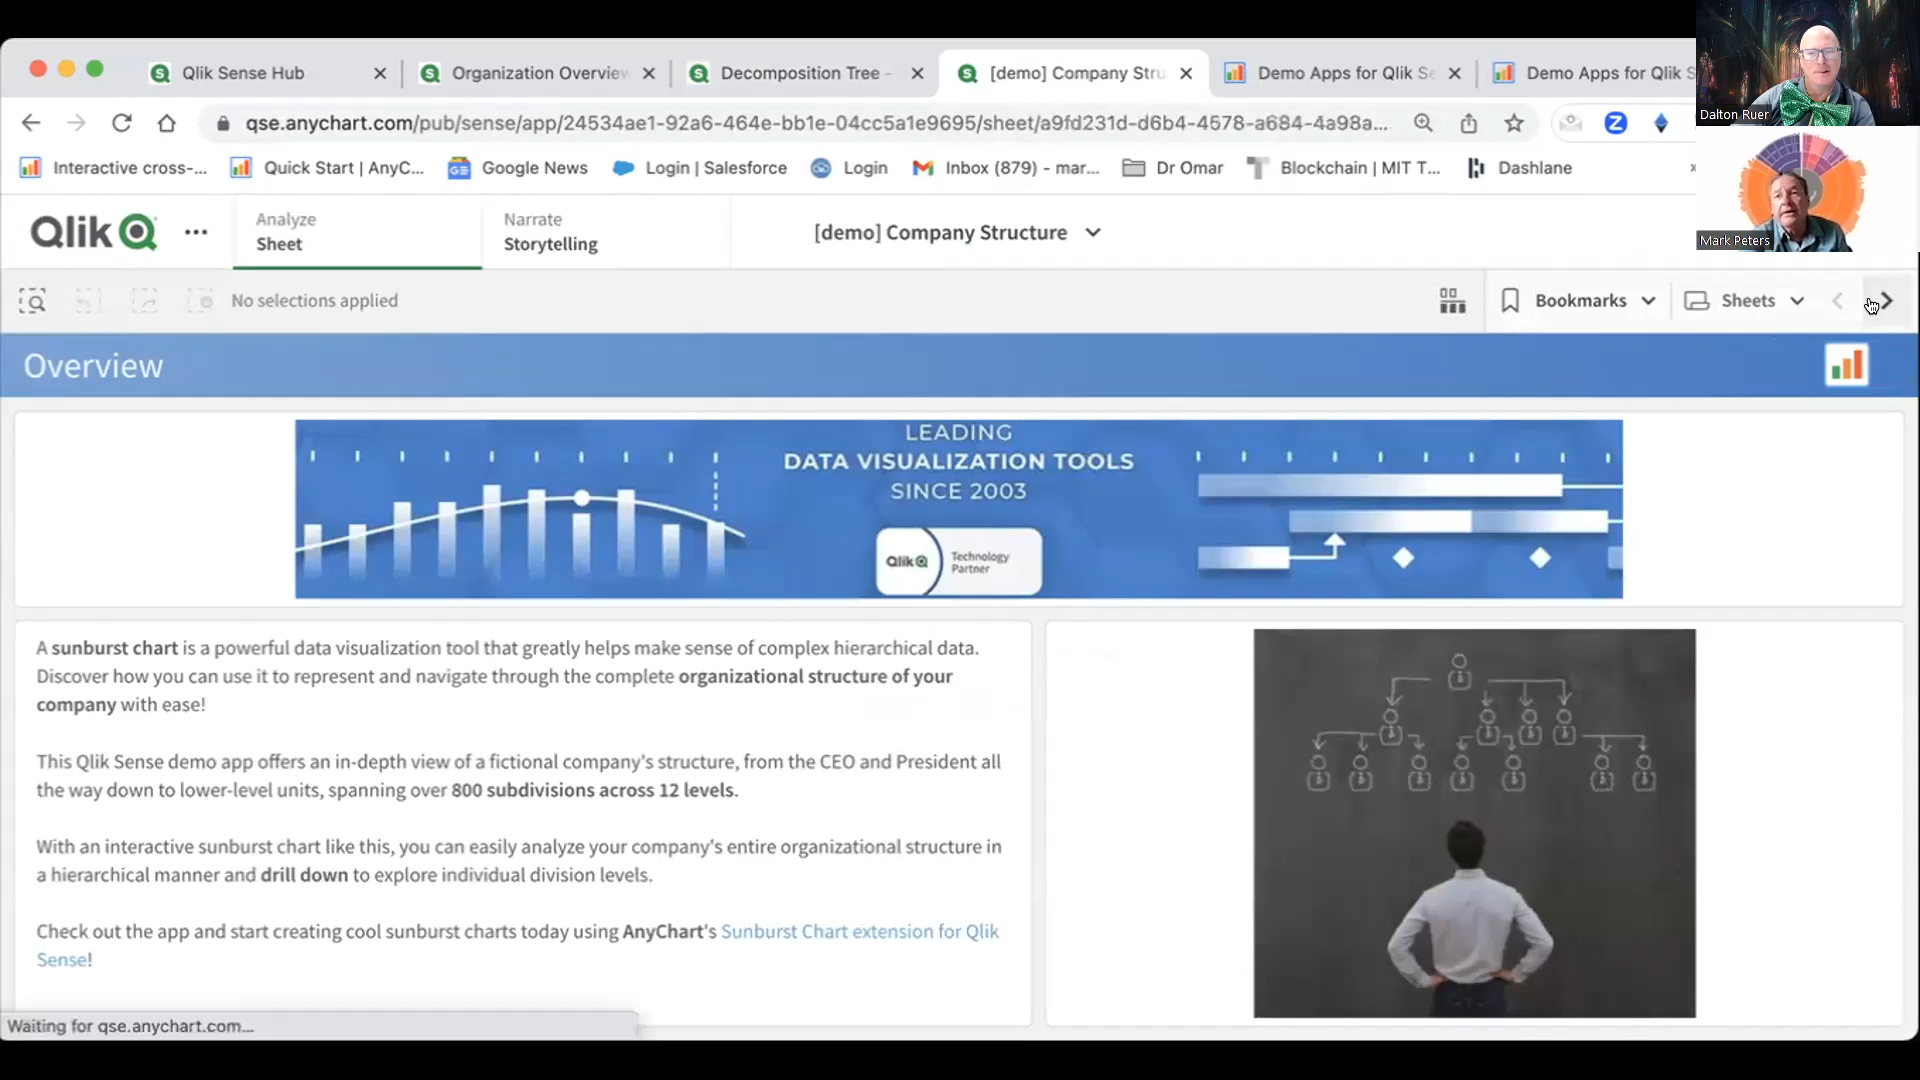 Qlik Sense Hub
Organization Overview
Decomposition Tree -
[demo] Company Stru
Demo Apps for Qlik Se
Demo Apps for Qlik S
Dalton Ruer
qse.anychart.com/pub/sense/app/24534ae1-92a6-464e-bb1e-04cc5a1e9695/sheet/a9fd231d-d6b4-4578-a684-4a98a...
Interactive cross-...
Quick Start | AnyC...
Google News
Login | Salesforce
Login
Inbox (879) - mar...
Dr Omar
Blockchain | MIT T...
Dashlane
Mark Peters
Qlik
Analyze
Sheet
Narrate
Storytelling
[demo] Company Structure
No selections applied
Bookmarks
Sheets
Overview
LEADING
DATA VISUALIZATION TOOLS
SINCE 2003
Qlik
Technology
Partner
A sunburst chart is a powerful data visualization tool that greatly helps make sense of complex hierarchical data.
Discover how you can use it to represent and navigate through the complete organizational structure of your
company with ease!
This Qlik Sense demo app offers an in-depth view of a fictional company's structure, from the CEO and President all
the way down to lower-level units, spanning over 800 subdivisions across 12 levels.
With an interactive sunburst chart like this, you can easily analyze your company's entire organizational structure in
a hierarchical manner and drill down to explore individual division levels.
Check out the app and start creating cool sunburst charts today using AnyChart's Sunburst Chart extension for Qlik
Sense!
Waiting for qse.anychart.com...